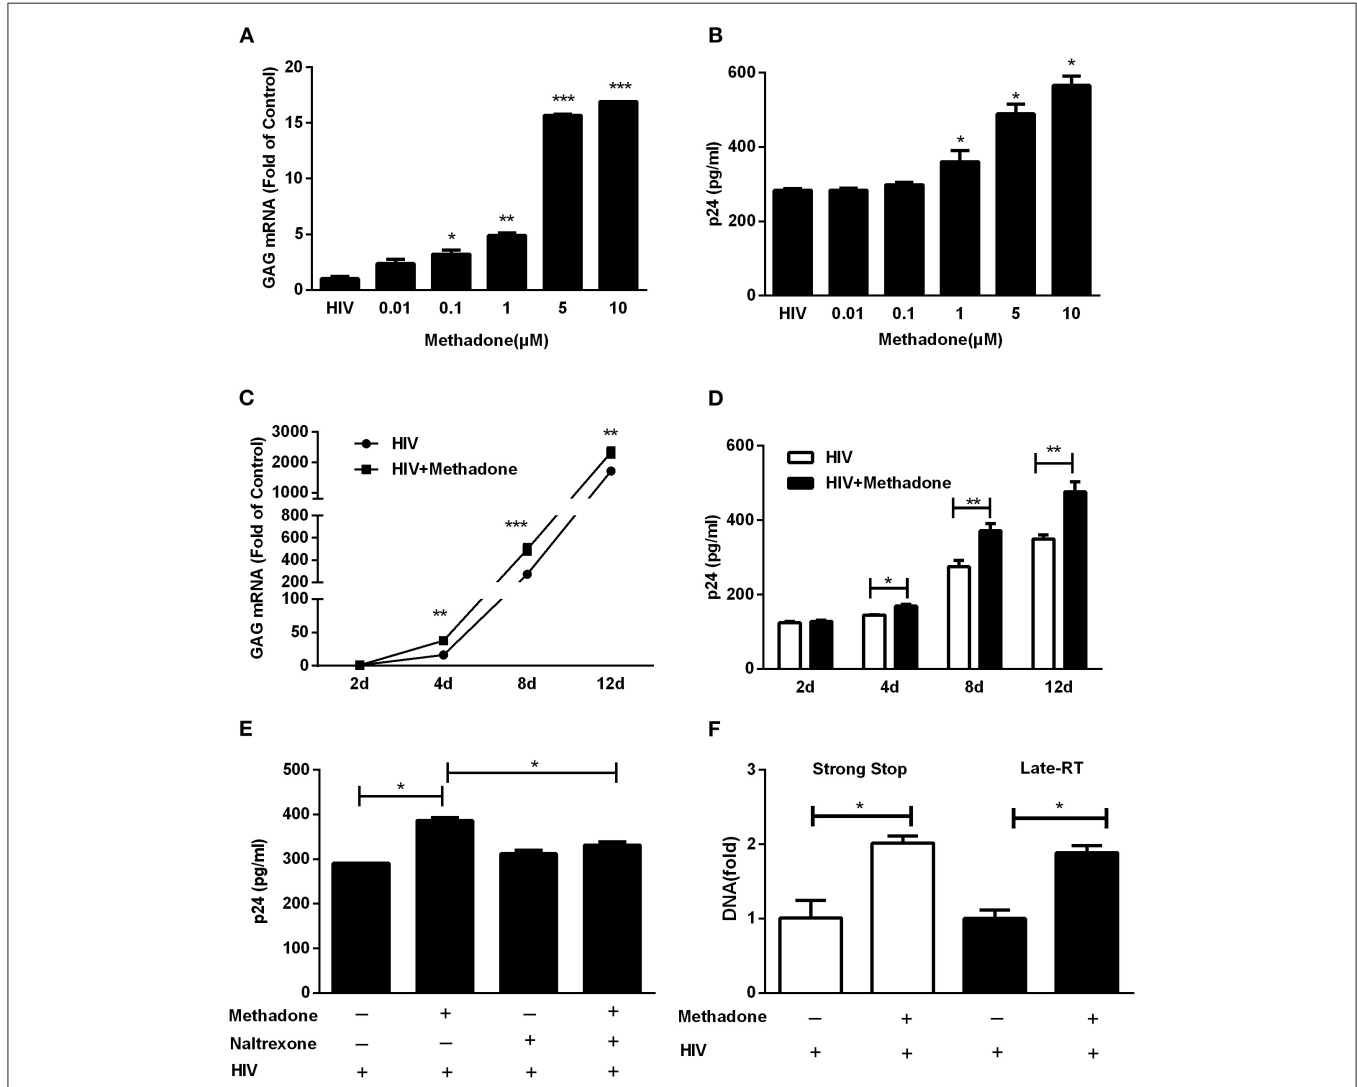 A
GAG mRNA (Fold of Control)
20
15
10
5
0
* ** *** ***
HIV 0.01 0.1 1 5 10
Methadone(µM)
B
p24 (pg/ml)
600
400
200
0
* * *
HIV 0.01 0.1 1 5 10
Methadone(µM)
C
GAG mRNA (Fold of Control)
3000
2000
1000
800
600
400
200
100
50
0
HIV
HIV+Methadone
** *** **
2d 4d 8d 12d
D
p24 (pg/ml)
600
400
200
0
HIV
HIV+Methadone
* ** **
2d 4d 8d 12d
E
p24 (pg/ml)
500
400
300
200
100
0
* *
Methadone − + − +
Naltrexone − − + +
HIV + + + +
F
DNA(fold)
3
2
1
0
Strong Stop Late-RT
* *
Methadone − + − +
HIV + + + +